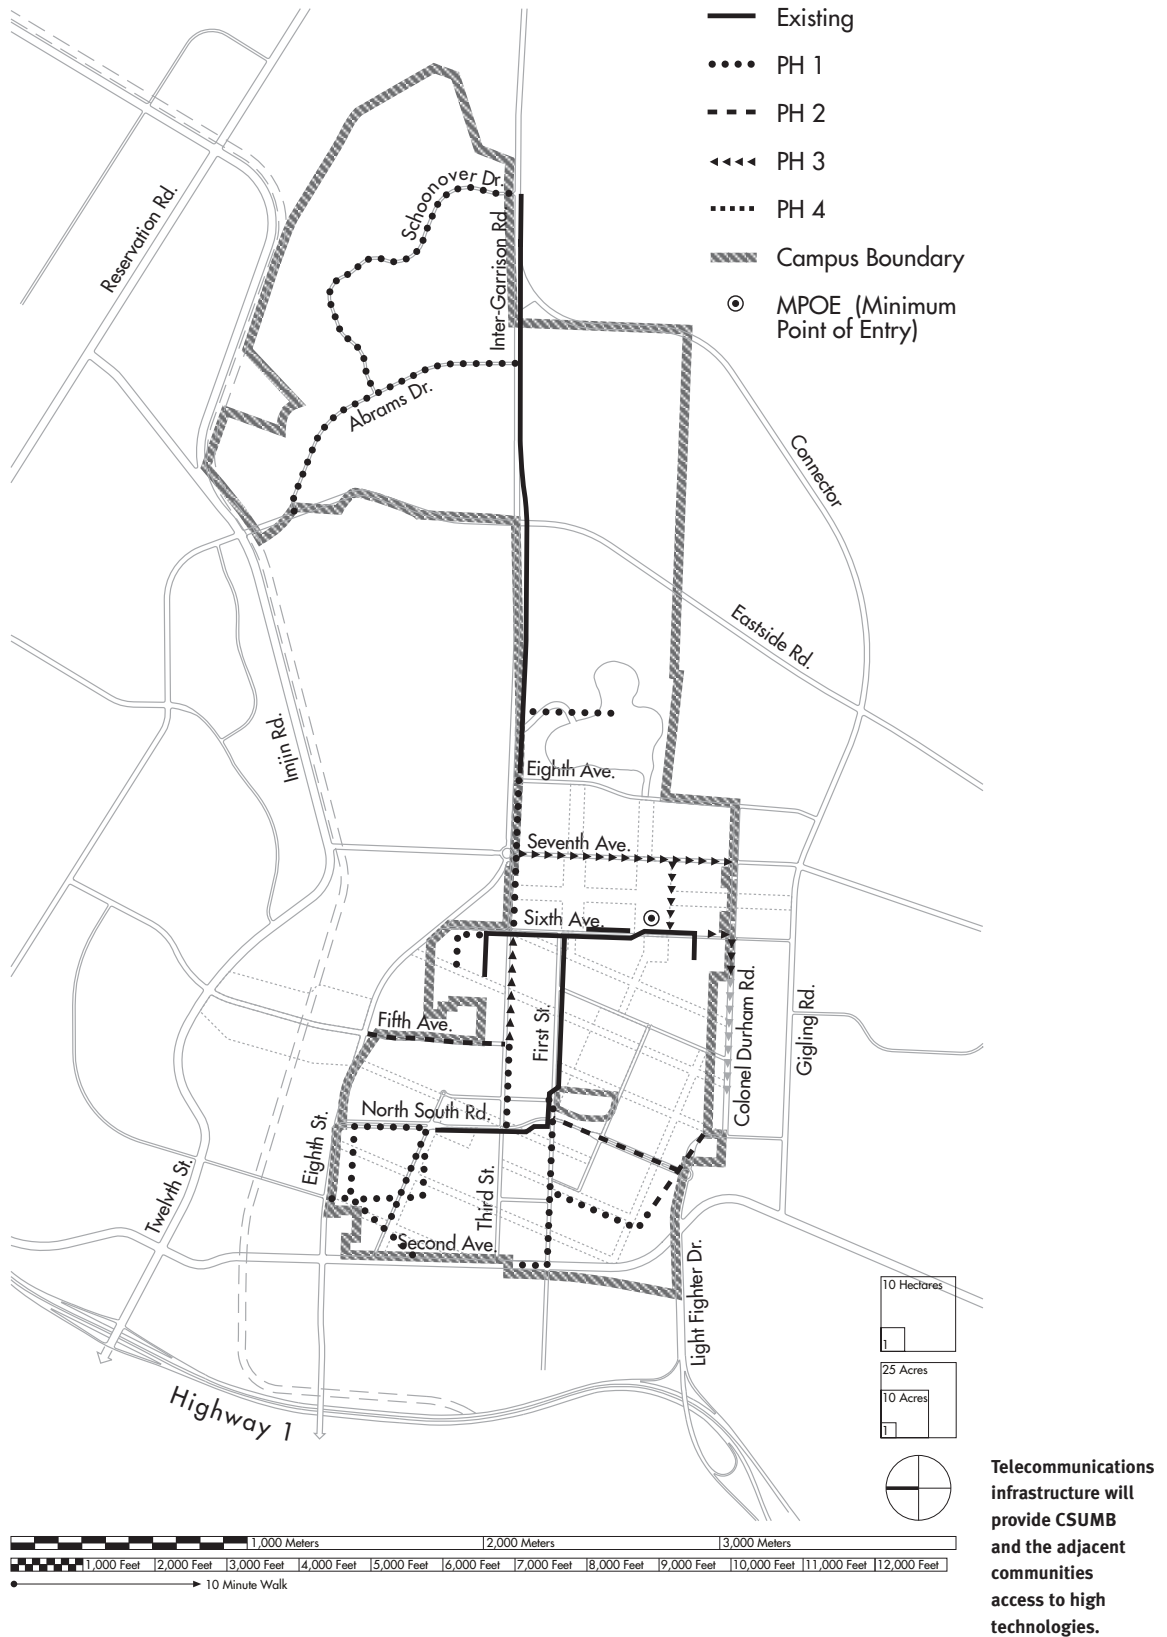 Existing
PH 1
PH 2
PH 3
PH 4
Campus Boundary
MPOE (Minimum
Point of Entry)
Schoonover Dr.
Reservation Rd.
Inter-Garrison Rd.
Abrams Dr.
Connector
Eastside Rd.
Imjin Rd.
Eighth Ave.
Seventh Ave.
Sixth Ave.
Fifth Ave.
First St.
Colonel Durham Rd.
Gigling Rd.
North South Rd.
Eighth St.
Twelvth St.
Third St.
Second Ave.
Light Fighter Dr.
Highway 1
10 Hectares
1
25 Acres
10 Acres
1
Telecommunications
infrastructure will
provide CSUMB
and the adjacent
communities
access to high
technologies.
1,000 Meters 2,000 Meters 3,000 Meters
1,000 Feet 2,000 Feet 3,000 Feet 4,000 Feet 5,000 Feet 6,000 Feet 7,000 Feet 8,000 Feet 9,000 Feet 10,000 Feet 11,000 Feet 12,000 Feet
10 Minute Walk